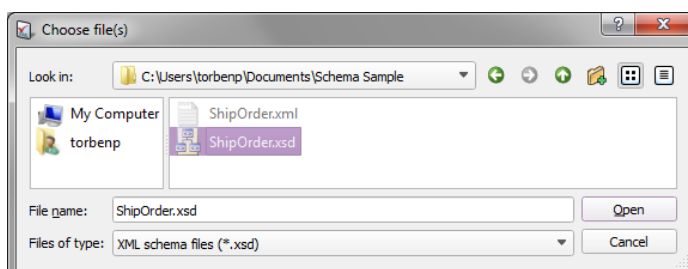 Choose file(s)
Look in: C:\Users\torbenp\Documents\Schema Sample
My Computer
torbenp
ShipOrder.xml
ShipOrder.xsd
File name: ShipOrder.xsd Open
Files of type: XML schema files (*.xsd) Cancel